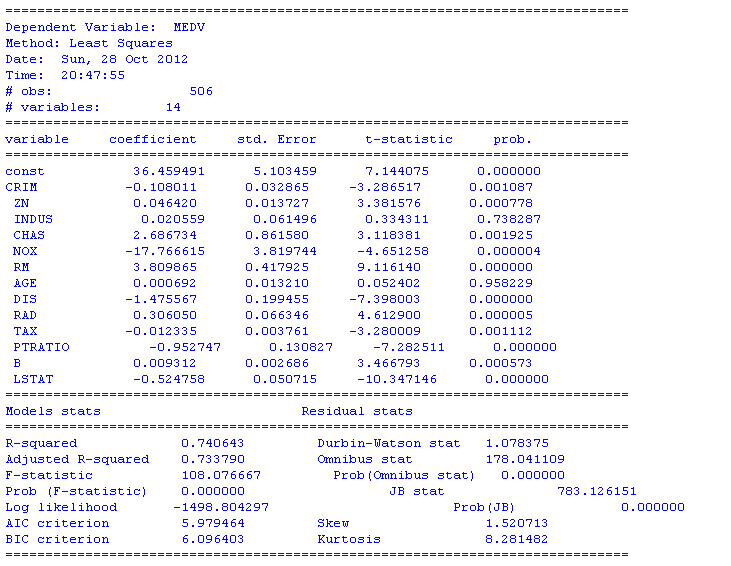 ==============================================================================
Dependent Variable:  MEDV
Method: Least Squares
Date:  Sun, 28 Oct 2012
Time:  20:47:55
# obs:                  506
# variables:        14
==============================================================================
variable     coefficient     std. Error      t-statistic     prob.
==============================================================================
const           36.459491      5.103459      7.144075      0.000000
CRIM           -0.108011      0.032865     -3.286517      0.001087
 ZN             0.046420      0.013727      3.381576      0.000778
 INDUS           0.020559      0.061496      0.334311      0.738287
 CHAS           2.686734      0.861580      3.118381      0.001925
 NOX          -17.766615      3.819744     -4.651258      0.000004
 RM             3.809865      0.417925      9.116140      0.000000
 AGE            0.000692      0.013210      0.052402      0.958229
 DIS           -1.475567      0.199455     -7.398003      0.000000
 RAD            0.306050      0.066346      4.612900      0.000005
 TAX           -0.012335      0.003761     -3.280009      0.001112
 PTRATIO          -0.952747      0.130827     -7.282511      0.000000
 B              0.009312      0.002686      3.466793      0.000573
 LSTAT         -0.524758      0.050715    -10.347146      0.000000
==============================================================================
Models stats                         Residual stats
==============================================================================
R-squared             0.740643         Durbin-Watson stat   1.078375
Adjusted R-squared    0.733790         Omnibus stat         178.041109
F-statistic           108.076667         Prob(Omnibus stat)   0.000000
Prob (F-statistic)    0.000000                  JB stat              783.126151
Log likelihood       -1498.804297                       Prob(JB)             0.000000
AIC criterion         5.979464         Skew                 1.520713
BIC criterion         6.096403         Kurtosis             8.281482
==============================================================================